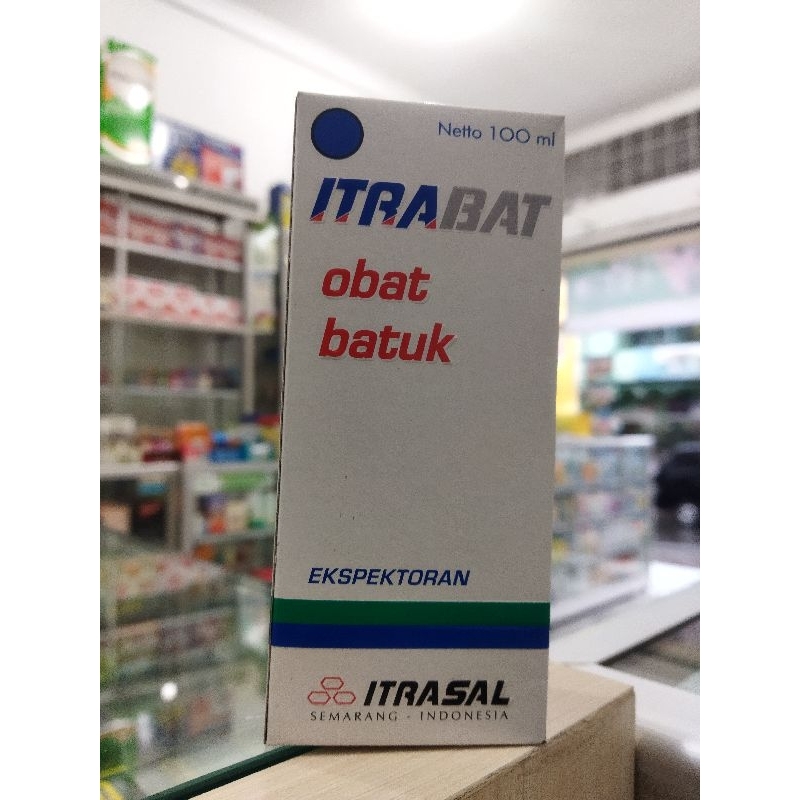 Netto 100 ml
ITRABAT
obat
batuk
EKSPEKTORAN
ITRASAL
SEMARANG - INDONESIA